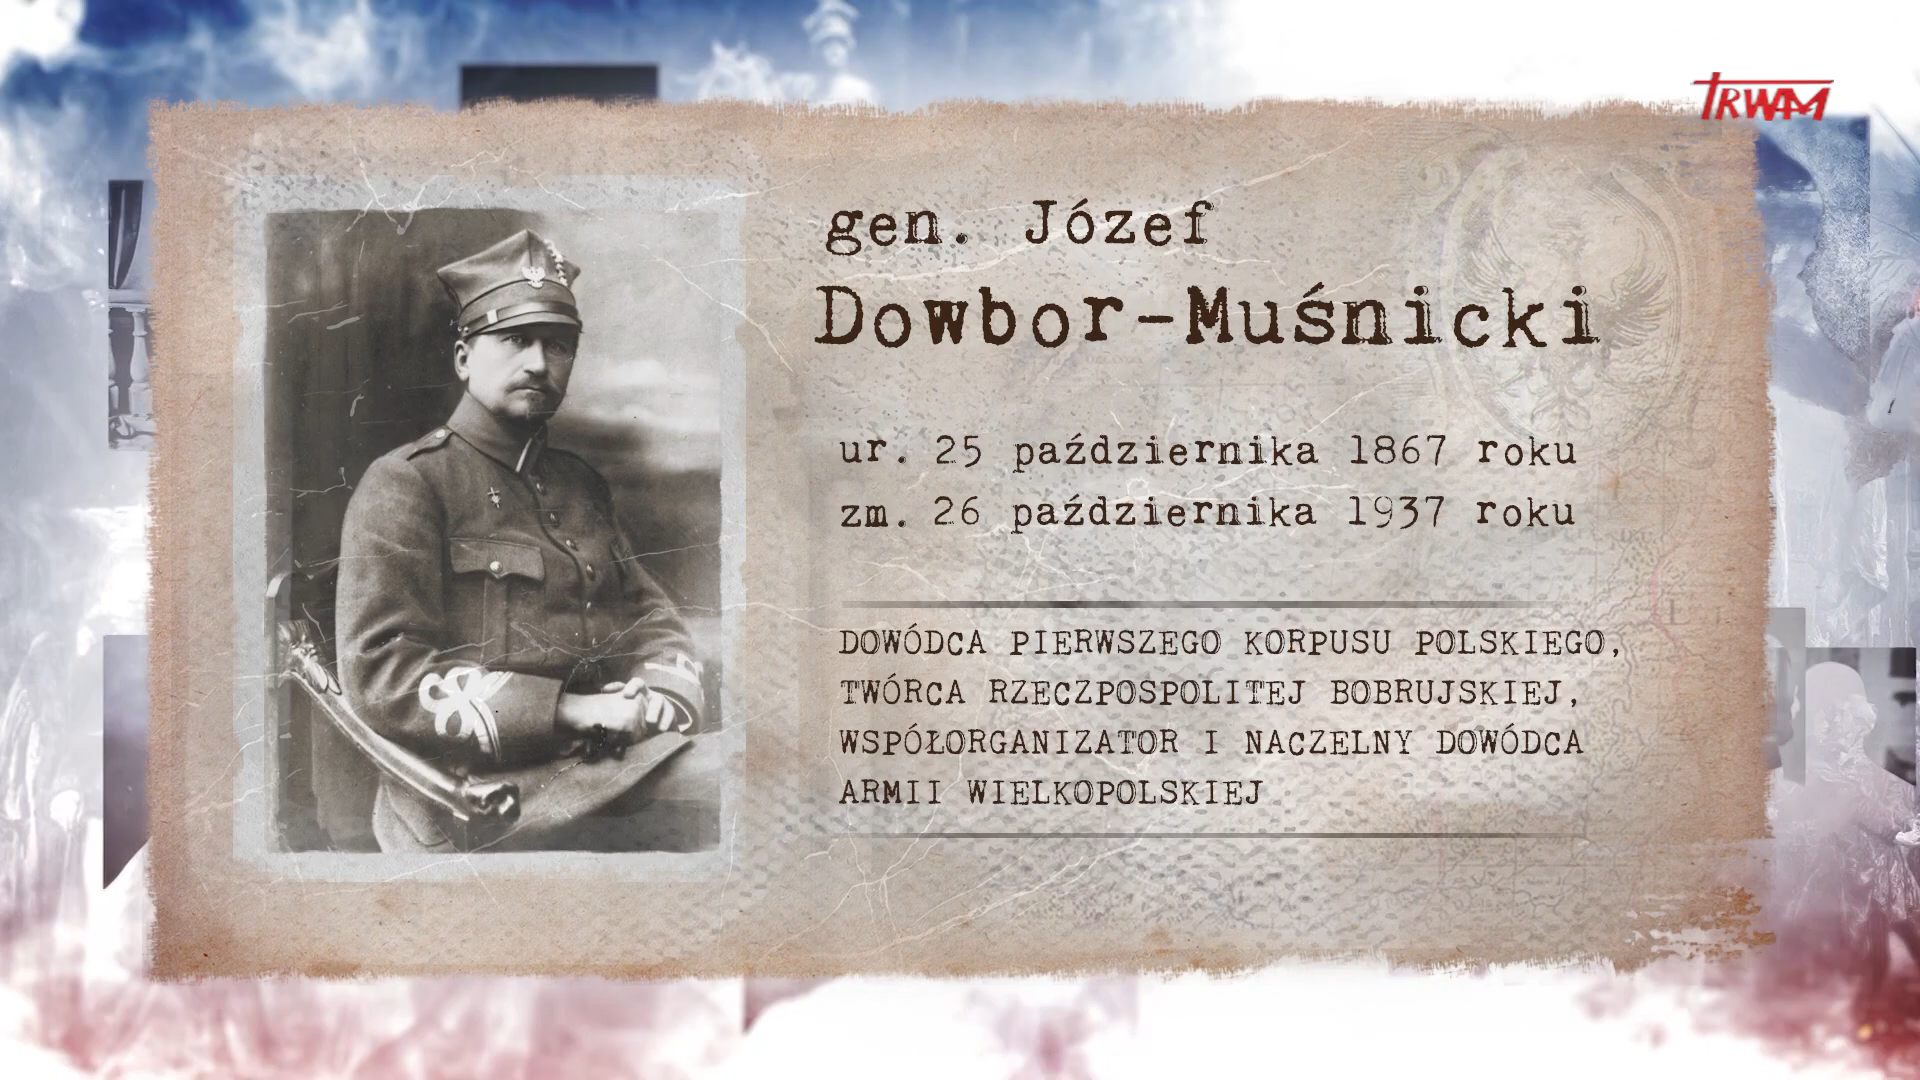 TRWAM
gen. Józef
Dowbor-Muśnicki
ur. 25 października 1867 roku
zm. 26 października 1937 roku
DOWÓDCA PIERWSZEGO KORPUSU POLSKIEGO,
TWÓRCA RZECZPOSPOLITEJ BOBRUJSKIEJ,
WSPÓŁORGANIZATOR I NACZELNY DOWÓDCA
ARMII WIELKOPOLSKIEJ